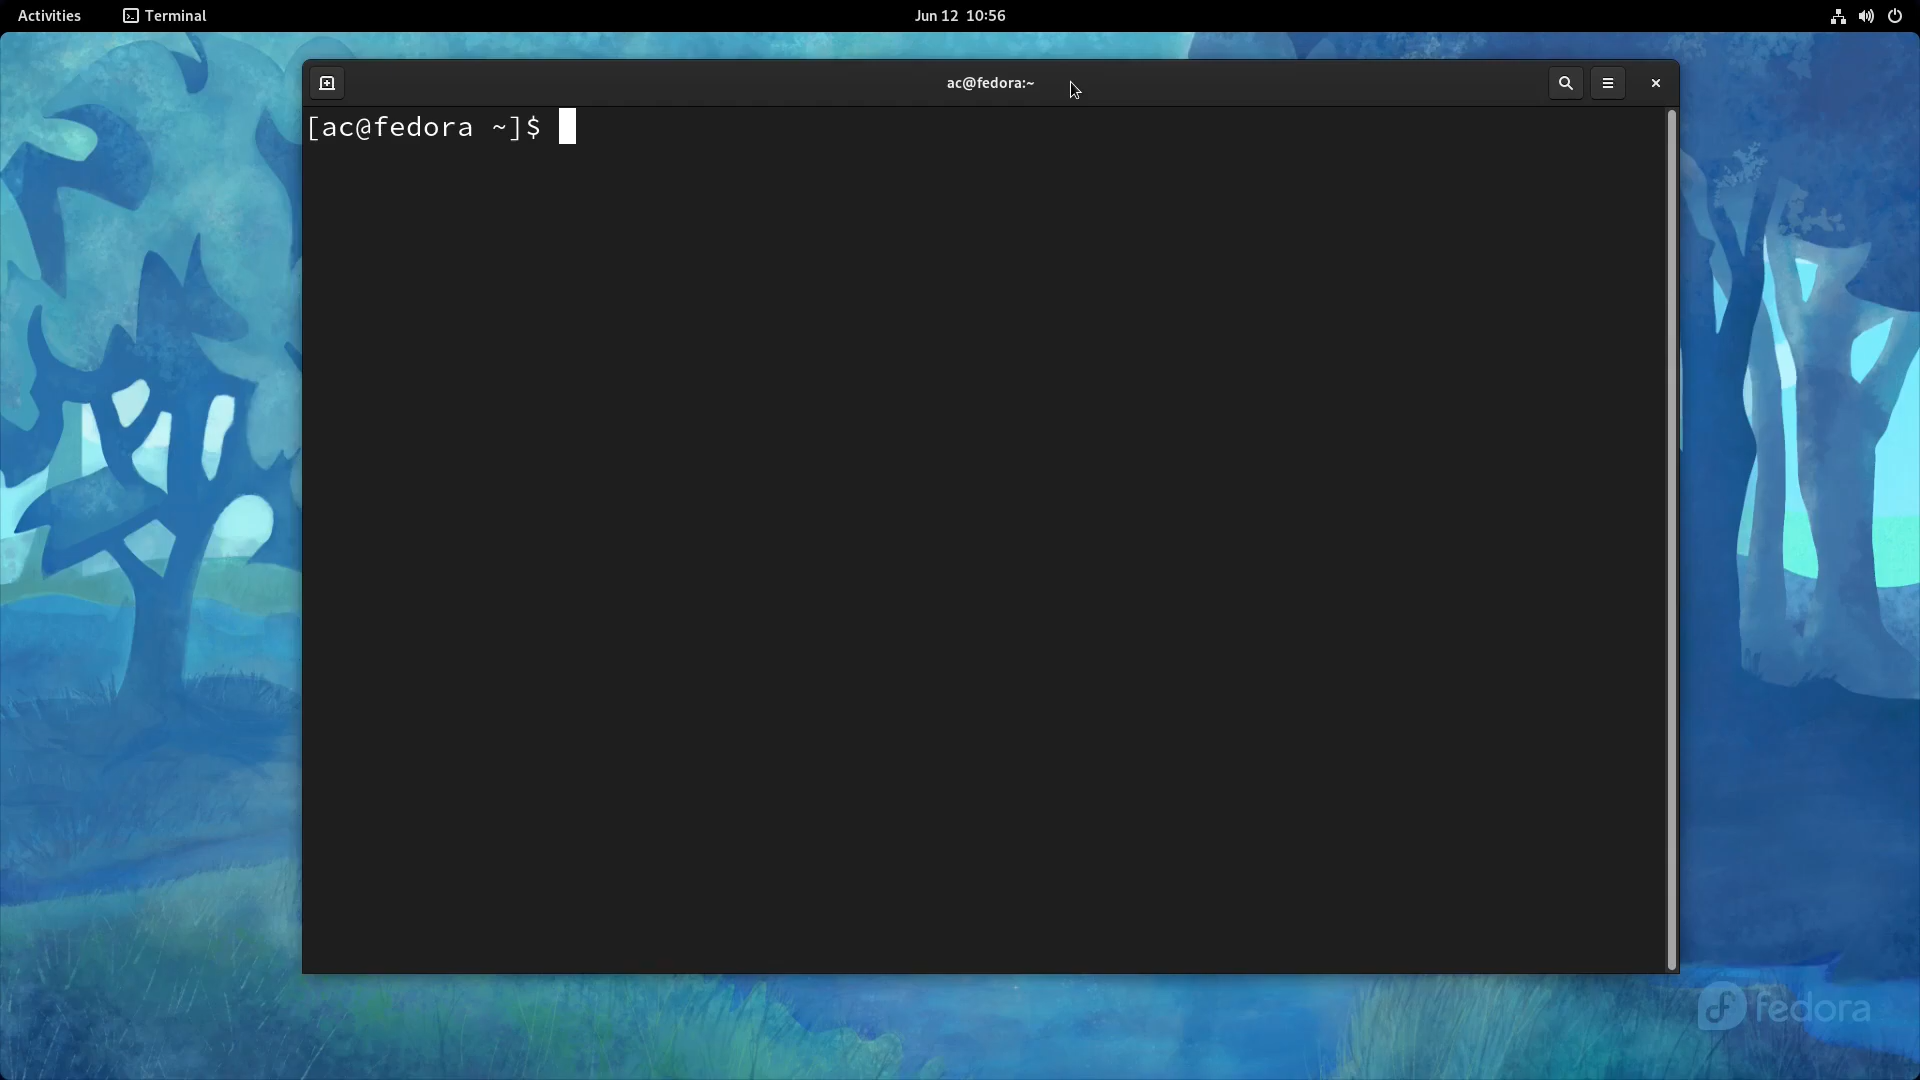 Activities Terminal Jun 12 10:56
ac@fedora:~
[ac@fedora ~]$
fedora